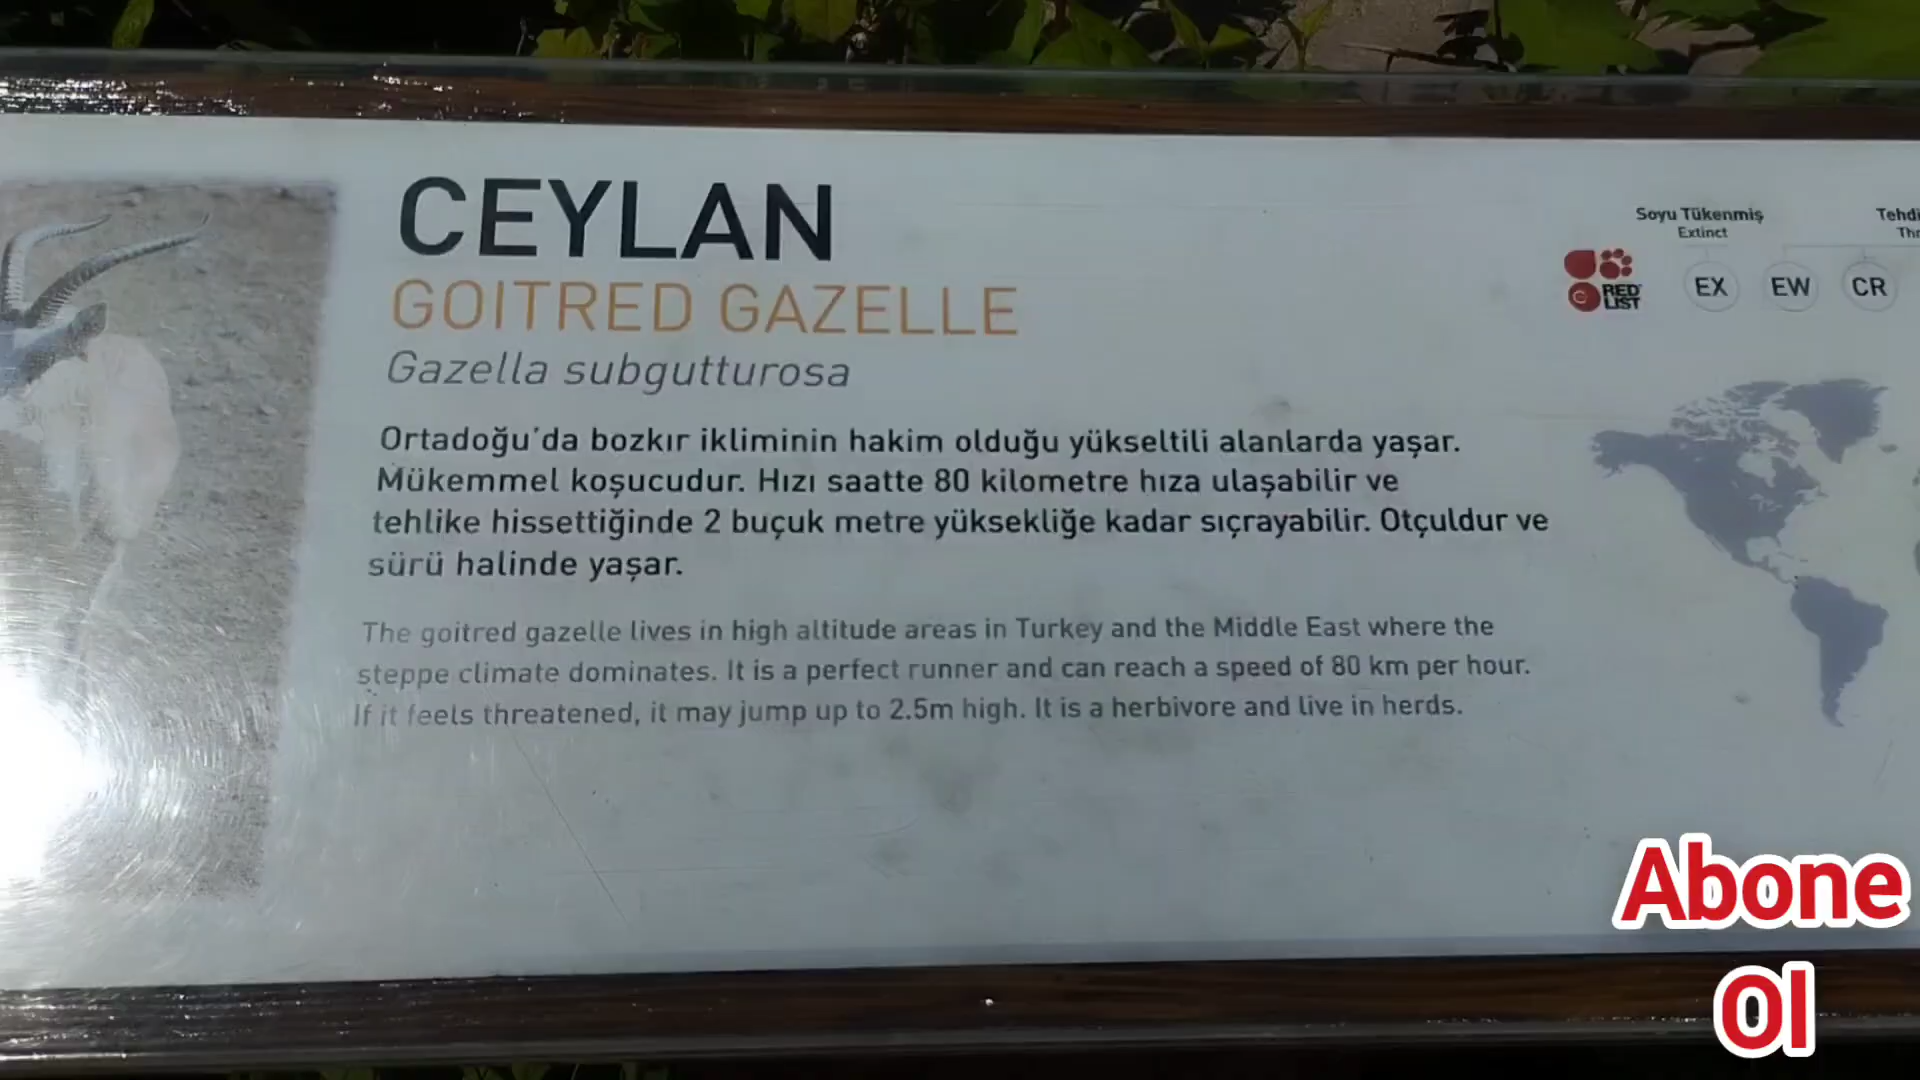 CEYLAN
GOITRED GAZELLE
Gazella subgutturosa
Ortadoğu'da bozkır ikliminin hakim olduğu yükseltili alanlarda yaşar.
Mükemmel koşucudur. Hızı saatte 80 kilometre hıza ulaşabilir ve
tehlike hissettiğinde 2 buçuk metre yüksekliğe kadar sıçrayabilir. Otçuldur ve
sürü halinde yaşar.
The goitred gazelle lives in high altitude areas in Turkey and the Middle East where the
steppe climate dominates. It is a perfect runner and can reach a speed of 80 km per hour.
If it feels threatened, it may jump up to 2.5m high. It is a herbivore and live in herds.
Soyu Tükenmiş
Extinct
RED
LIST
EX EW CR
Abone
Ol